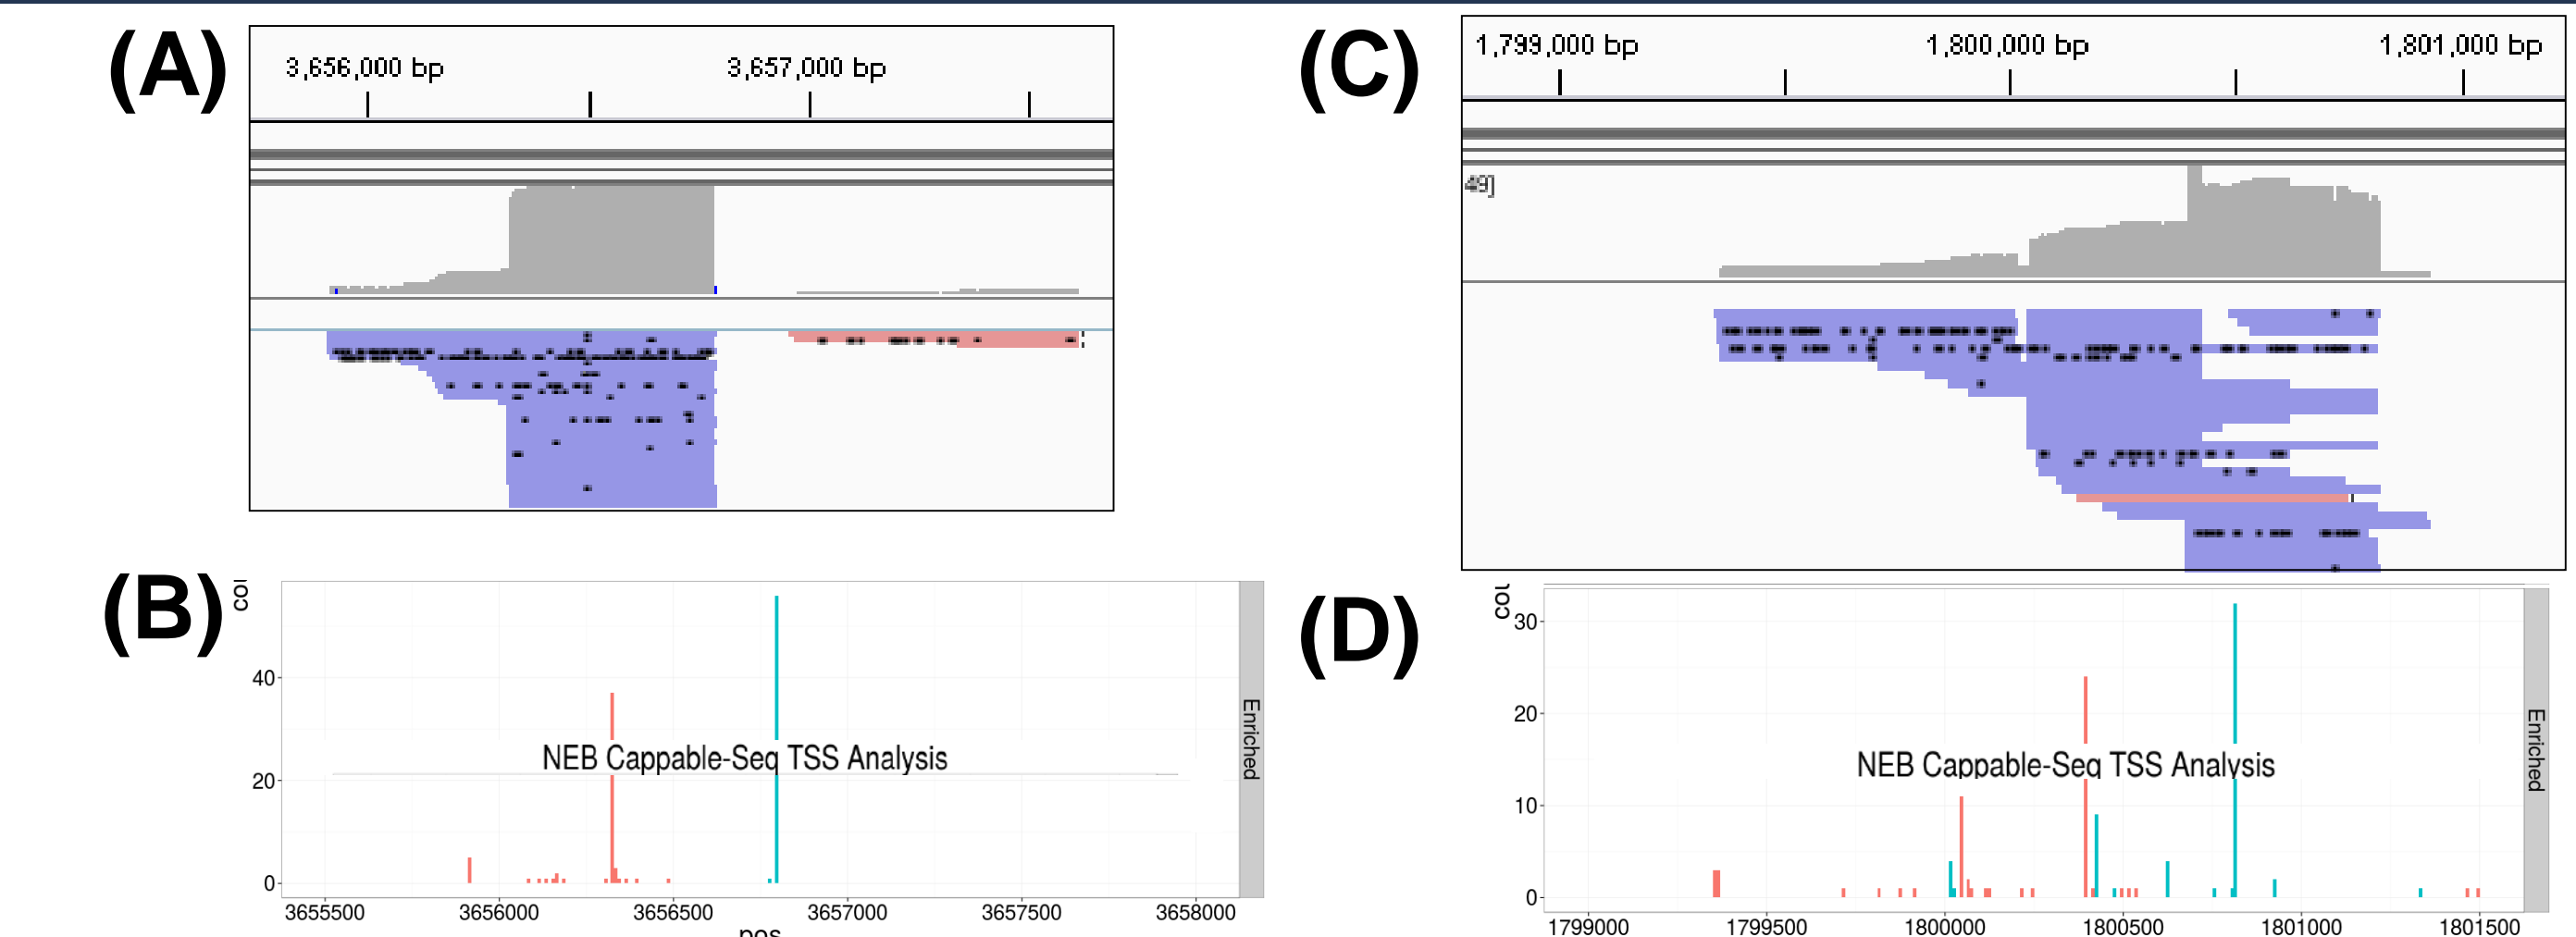 (A)
3,656,000 bp
3,657,000 bp
(C)
1,799,000 bp
1,800,000 bp
1,801,000 bp
49]
(B)
40
20
0
NEB Cappable-Seq TSS Analysis
Enriched
3655500
3656000
3656500
3657000
3657500
3658000
pos
(D)
30
20
10
0
NEB Cappable-Seq TSS Analysis
Enriched
1799000
1799500
1800000
1800500
1801000
1801500